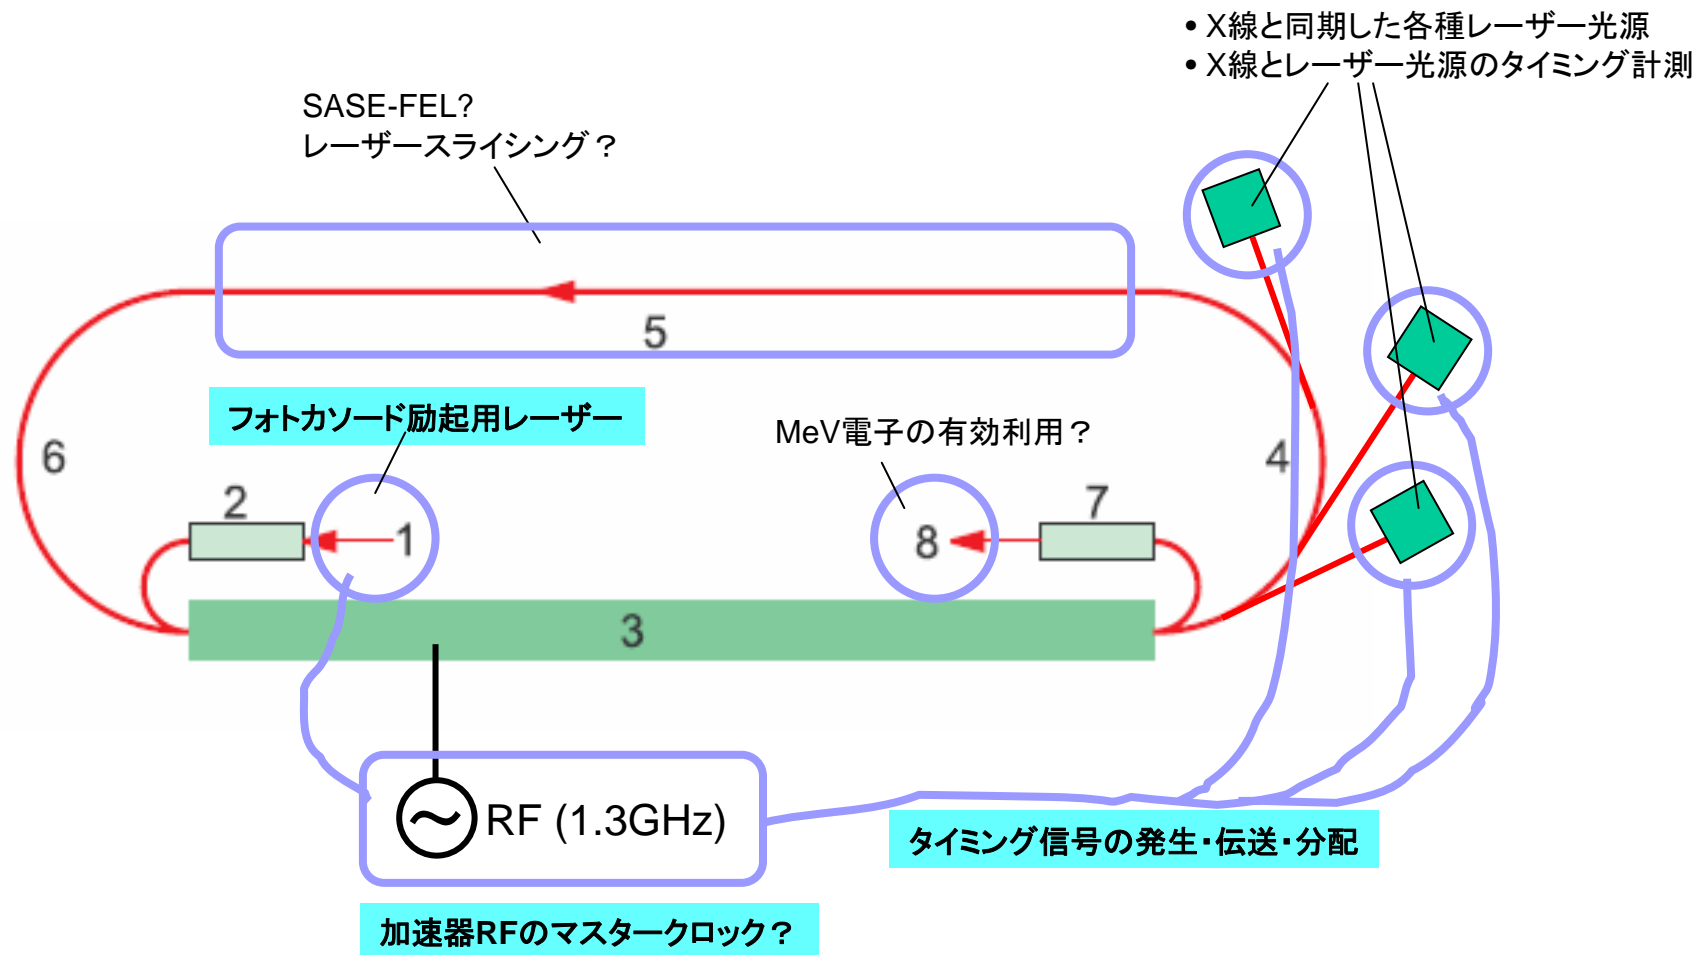 • X線と同期した各種レーザー光源
• X線とレーザー光源のタイミング計測
SASE-FEL?
レーザースライシング？
5
フォトカソード励起用レーザー
MeV電子の有効利用？
6
4
2
7
1
8
3
RF (1.3GHz)
タイミング信号の発生・伝送・分配
加速器RFのマスタークロック？